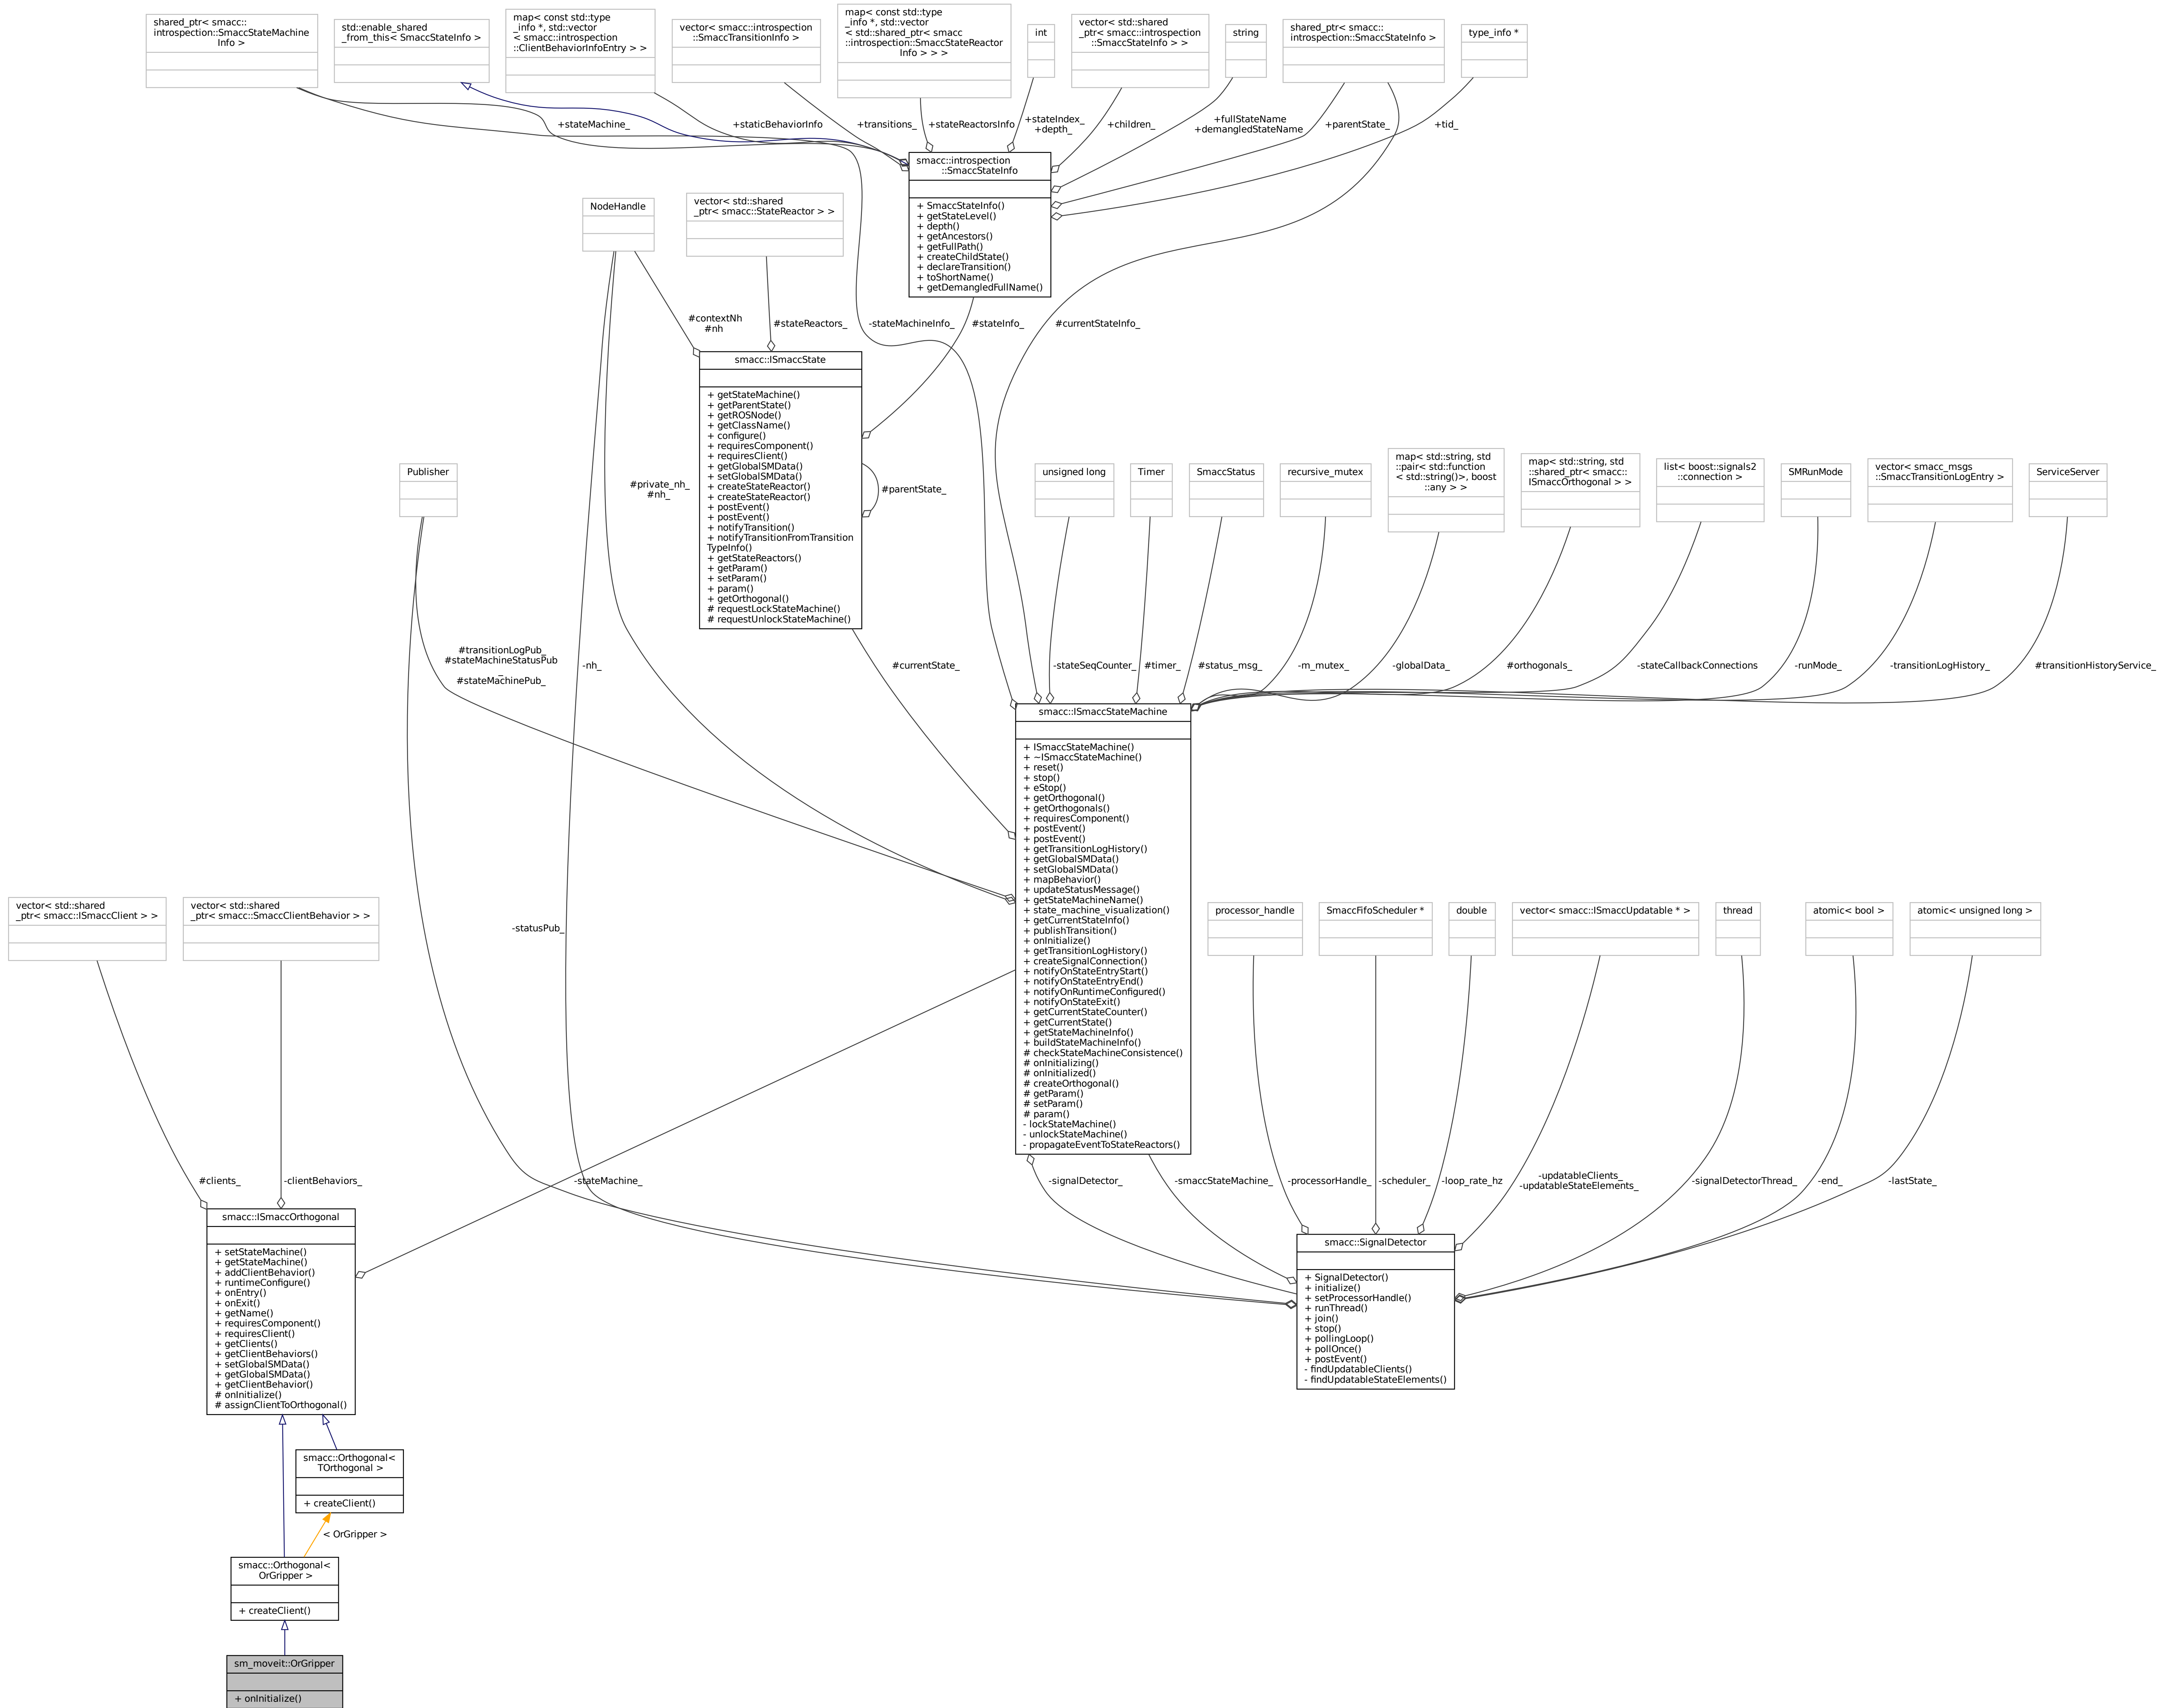 shared_ptr< smacc::
introspection::SmaccStateMachine
Info >
std::enable_shared
_from_this< SmaccStateInfo >
map< const std::type
_info *, std::vector
< smacc::introspection
::ClientBehaviorInfoEntry > >
vector< smacc::introspection
::SmaccTransitionInfo >
map< const std::type
_info *, std::vector
< std::shared_ptr< smacc
::introspection::SmaccStateReactor
Info > > >
int
vector< std::shared
_ptr< smacc::introspection
::SmaccStateInfo > >
string
shared_ptr< smacc::
introspection::SmaccStateInfo >
type_info *
+stateMachine_
+staticBehaviorInfo
+transitions_
+stateReactorsInfo
+stateIndex_
+depth_
+children_
+fullStateName
+demangledStateName
+parentState_
+tid_
smacc::introspection
::SmaccStateInfo
+ SmaccStateInfo()
+ getStateLevel()
+ depth()
+ getAncestors()
+ getFullPath()
+ createChildState()
+ declareTransition()
+ toShortName()
+ getDemangledFullName()
NodeHandle
vector< std::shared
_ptr< smacc::StateReactor > >
#contextNh
#nh
#stateReactors_
-stateMachineInfo_
#stateInfo_
#currentStateInfo_
smacc::ISmaccState
+ getStateMachine()
+ getParentState()
+ getROSNode()
+ getClassName()
+ configure()
+ requiresComponent()
+ requiresClient()
+ getGlobalSMData()
+ setGlobalSMData()
+ createStateReactor()
+ createStateReactor()
+ postEvent()
+ postEvent()
+ notifyTransition()
+ notifyTransitionFromTransition
TypeInfo()
+ getStateReactors()
+ getParam()
+ setParam()
+ param()
+ getOrthogonal()
# requestLockStateMachine()
# requestUnlockStateMachine()
#parentState_
Publisher
#private_nh_
#nh_
unsigned long
Timer
SmaccStatus
recursive_mutex
map< std::string, std
::pair< std::function
< std::string()>, boost
::any > >
map< std::string, std
::shared_ptr< smacc::
ISmaccOrthogonal > >
list< boost::signals2
::connection >
SMRunMode
vector< smacc_msgs
::SmaccTransitionLogEntry >
ServiceServer
#transitionLogPub_
#stateMachineStatusPub
_
#stateMachinePub_
-nh_
#currentState_
-stateSeqCounter_
#timer_
#status_msg_
-m_mutex_
-globalData_
#orthogonals_
-stateCallbackConnections
-runMode_
-transitionLogHistory_
#transitionHistoryService_
smacc::ISmaccStateMachine
+ ISmaccStateMachine()
+ ~ISmaccStateMachine()
+ reset()
+ stop()
+ eStop()
+ getOrthogonal()
+ getOrthogonals()
+ requiresComponent()
+ postEvent()
+ postEvent()
+ getTransitionLogHistory()
+ getGlobalSMData()
+ setGlobalSMData()
+ mapBehavior()
+ updateStatusMessage()
+ getStateMachineName()
+ state_machine_visualization()
+ getCurrentStateInfo()
+ publishTransition()
+ onInitialize()
+ getTransitionLogHistory()
+ createSignalConnection()
+ notifyOnStateEntryStart()
+ notifyOnStateEntryEnd()
+ notifyOnRuntimeConfigured()
+ notifyOnStateExit()
+ getCurrentStateCounter()
+ getCurrentState()
+ getStateMachineInfo()
+ buildStateMachineInfo()
# checkStateMachineConsistence()
# onInitializing()
# onInitialized()
# createOrthogonal()
# getParam()
# setParam()
# param()
- lockStateMachine()
- unlockStateMachine()
- propagateEventToStateReactors()
vector< std::shared
_ptr< smacc::ISmaccClient > >
vector< std::shared
_ptr< smacc::SmaccClientBehavior > >
-statusPub_
processor_handle
SmaccFifoScheduler *
double
vector< smacc::ISmaccUpdatable * >
thread
atomic< bool >
atomic< unsigned long >
#clients_
-clientBehaviors_
-stateMachine_
-signalDetector_
-smaccStateMachine_
-processorHandle_
-scheduler_
-loop_rate_hz
-updatableClients_
-updatableStateElements_
-signalDetectorThread_
-end_
-lastState_
smacc::ISmaccOrthogonal
+ setStateMachine()
+ getStateMachine()
+ addClientBehavior()
+ runtimeConfigure()
+ onEntry()
+ onExit()
+ getName()
+ requiresComponent()
+ requiresClient()
+ getClients()
+ getClientBehaviors()
+ setGlobalSMData()
+ getGlobalSMData()
+ getClientBehavior()
# onInitialize()
# assignClientToOrthogonal()
smacc::SignalDetector
+ SignalDetector()
+ initialize()
+ setProcessorHandle()
+ runThread()
+ join()
+ stop()
+ pollingLoop()
+ pollOnce()
+ postEvent()
- findUpdatableClients()
- findUpdatableStateElements()
smacc::Orthogonal<
TOrthogonal >
+ createClient()
< OrGripper >
smacc::Orthogonal<
OrGripper >
+ createClient()
sm_moveit::OrGripper
+ onInitialize()